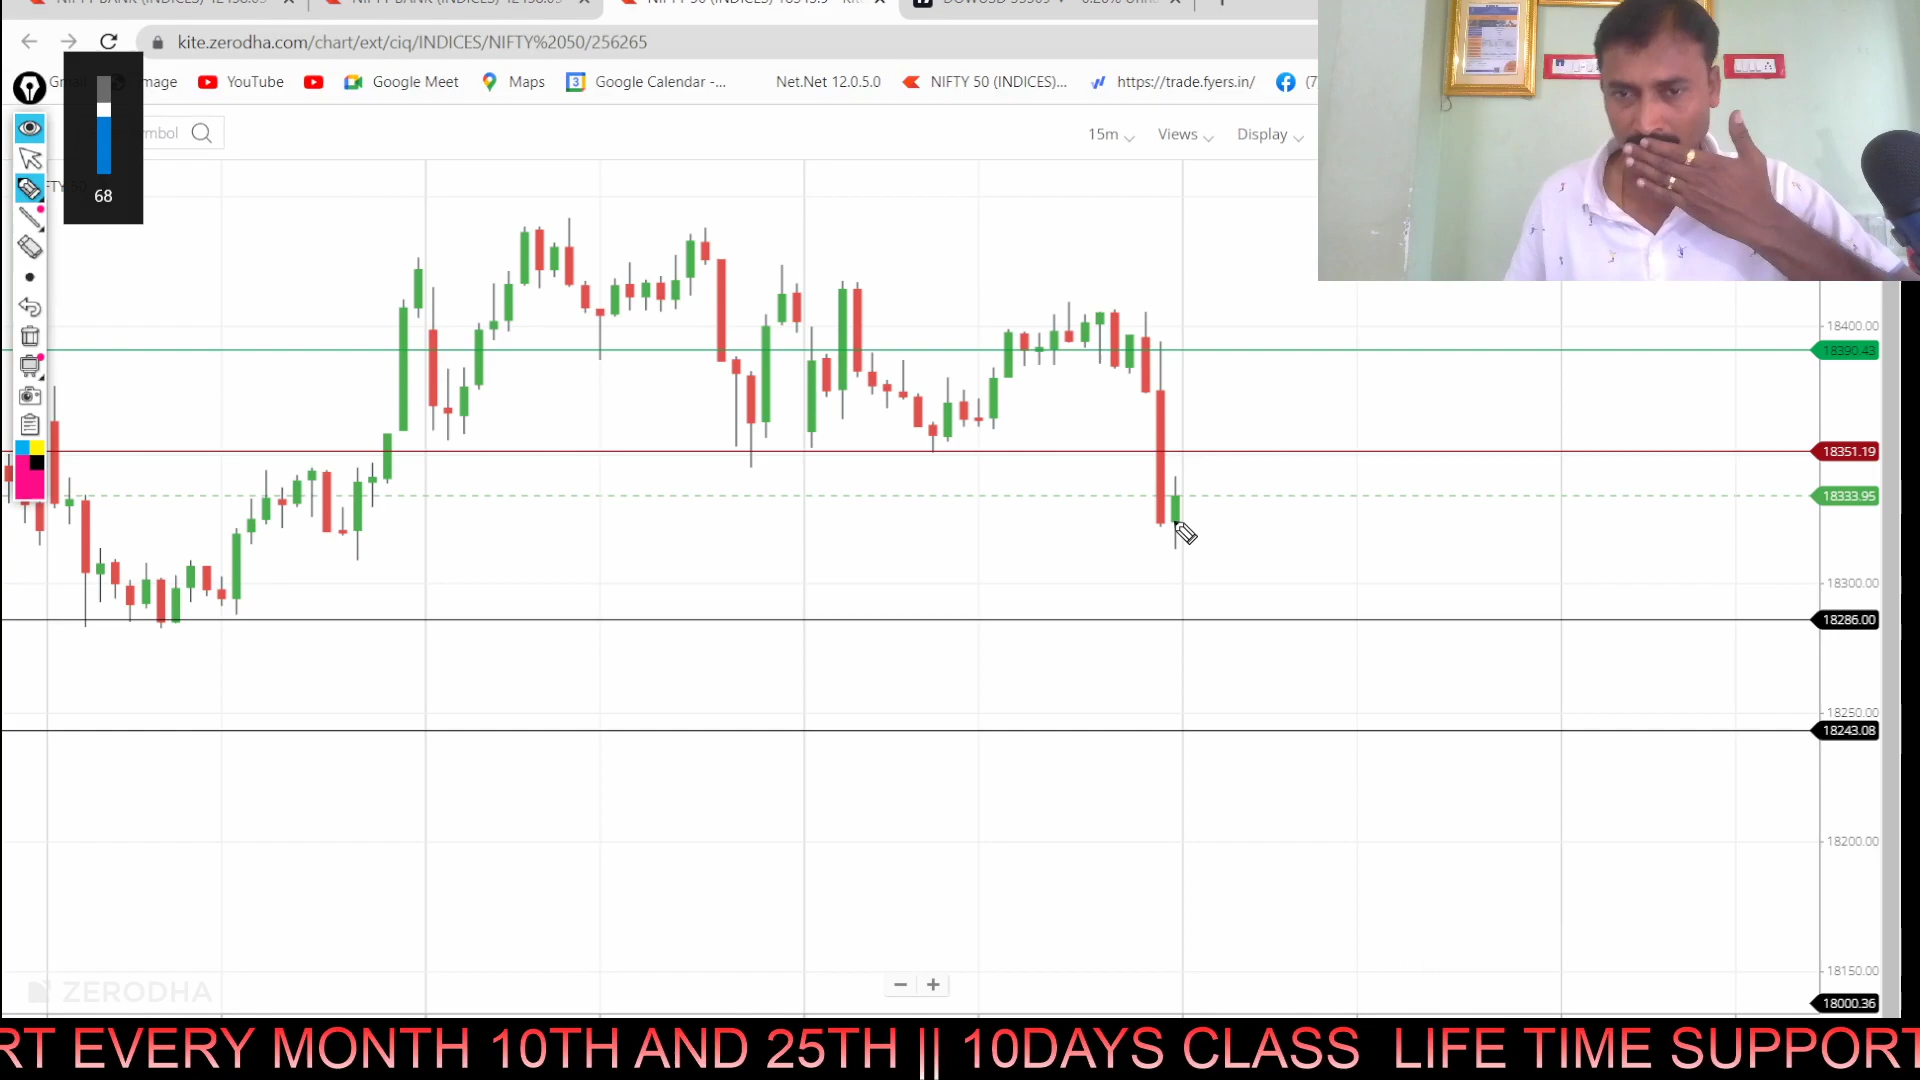 kite.zerodha.com/chart/ext/ciq/INDICES/NIFTY%2050/256265
YouTube
Google Meet
Maps
Google Calendar -...
Net.Net 12.0.5.0
NIFTY 50 (INDICES)...
https://trade.fyers.in/
68
15m
Views
Display
18400.00
18390.43
18351.19
18333.95
18300.00
18286.00
18250.00
18243.08
18200.00
18150.00
18000.36
ZERODHA
RT EVERY MONTH 10TH AND 25TH || 10DAYS CLASS LIFE TIME SUPPORT